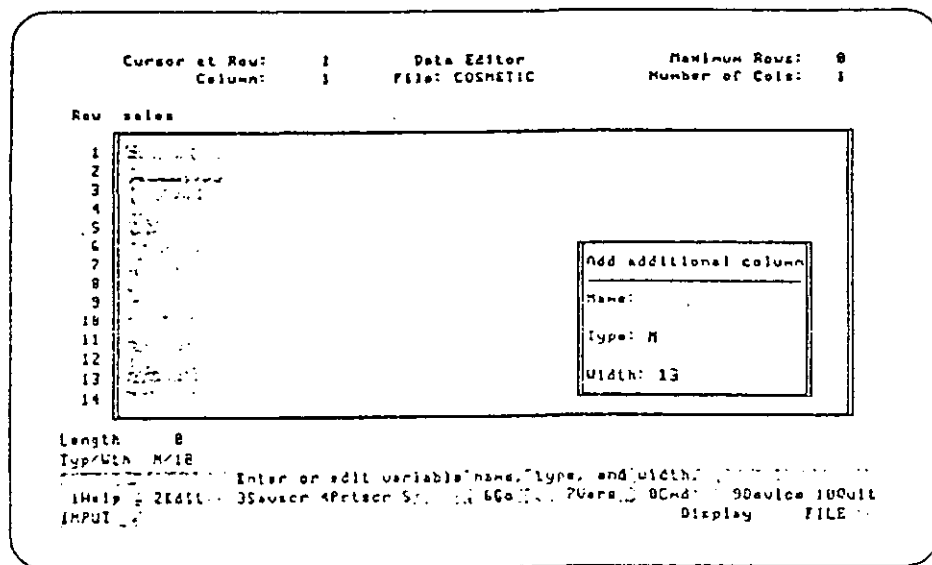 Cursor at Row: 1 Data Editor Maximum Rows: 0
Column: 1 File: COSMETIC Number of Cols: 1
Row sales
1
2
3
4
5
6
7
8
9
10
11
12
13
14
Add additional column
Name:
Type: N
Width: 13
Length 0
Typ/Wth N/10
Enter or edit variable name, type, and width.
1Help 2Edit 3Savscr 4Prtscr 6Go 7Vars 8Cmd 9Device 10Quit
INPUT Display FILE